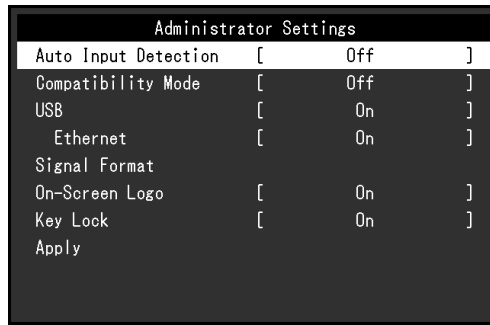 Administrator Settings
Auto Input Detection [ Off ]
Compatibility Mode [ Off ]
USB [ On ]
Ethernet [ On ]
Signal Format
On-Screen Logo [ On ]
Key Lock [ On ]
Apply